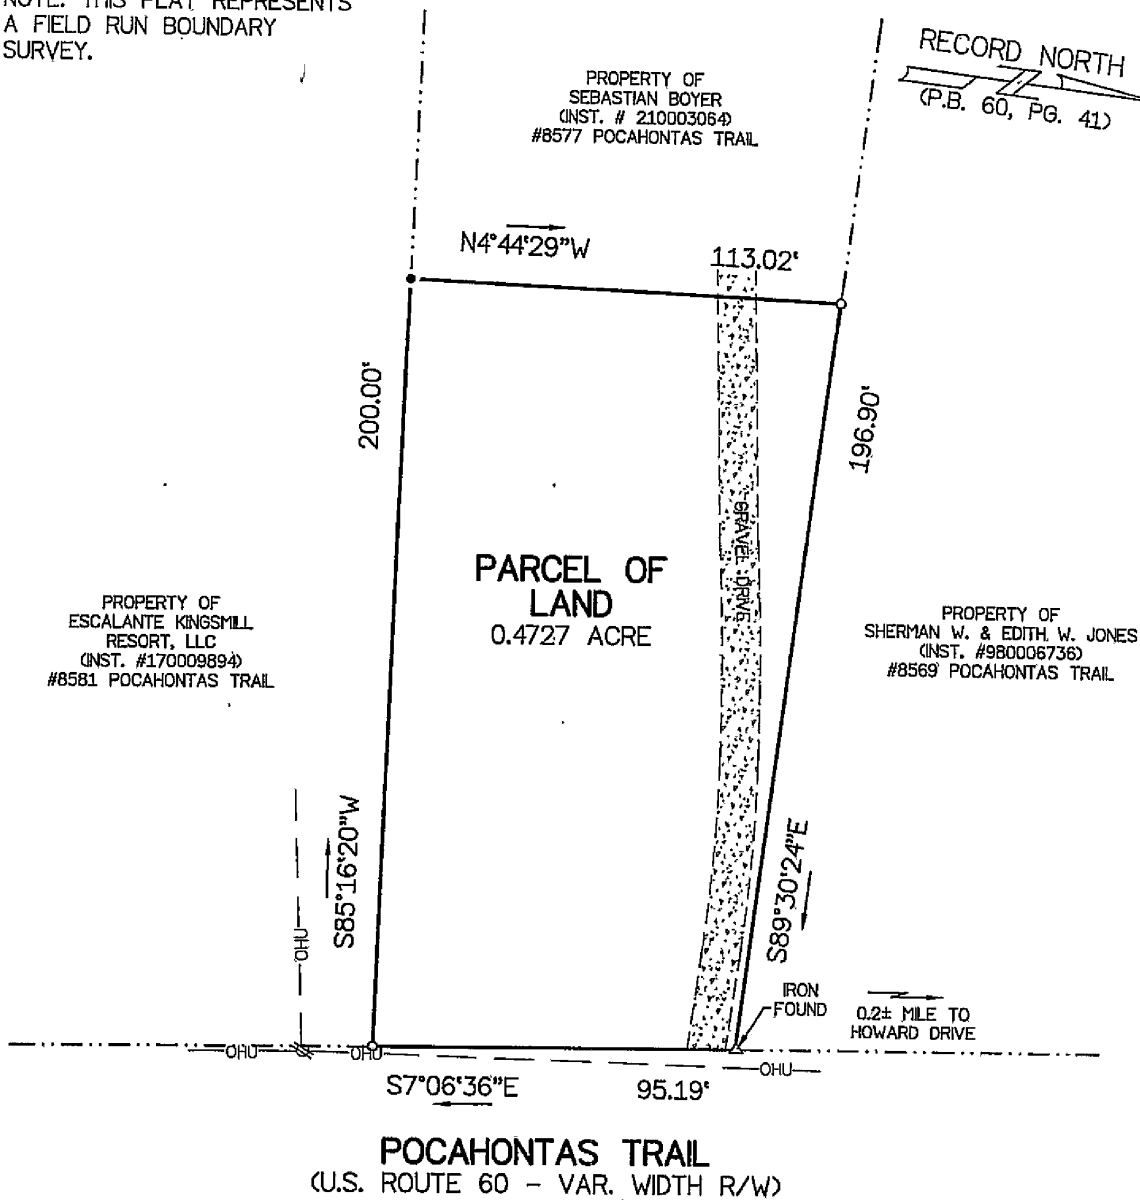 NOTE: THIS PLAT REPRESENTS
A FIELD RUN BOUNDARY
SURVEY.
RECORD NORTH
(P.B. 60, PG. 41)
PROPERTY OF
SEBASTIAN BOYER
(INST. # 210003064)
#8577 POCAHONTAS TRAIL
N4°44'29"W
113.02'
200.00'
196.90'
GRAVEL DRIVE
PARCEL OF
LAND
0.4727 ACRE
PROPERTY OF
ESCALANTE KINGSMILL
RESORT, LLC
(INST. #170009894)
#8581 POCAHONTAS TRAIL
PROPERTY OF
SHERMAN W. & EDITH W. JONES
(INST. #980006736)
#8569 POCAHONTAS TRAIL
S85°16'20"W
S89°30'24"E
OHU
IRON
FOUND
0.2± MILE TO
HOWARD DRIVE
OHU
OHU
OHU
S7°06'36"E
95.19'
POCAHONTAS TRAIL
(U.S. ROUTE 60 - VAR. WIDTH R/W)